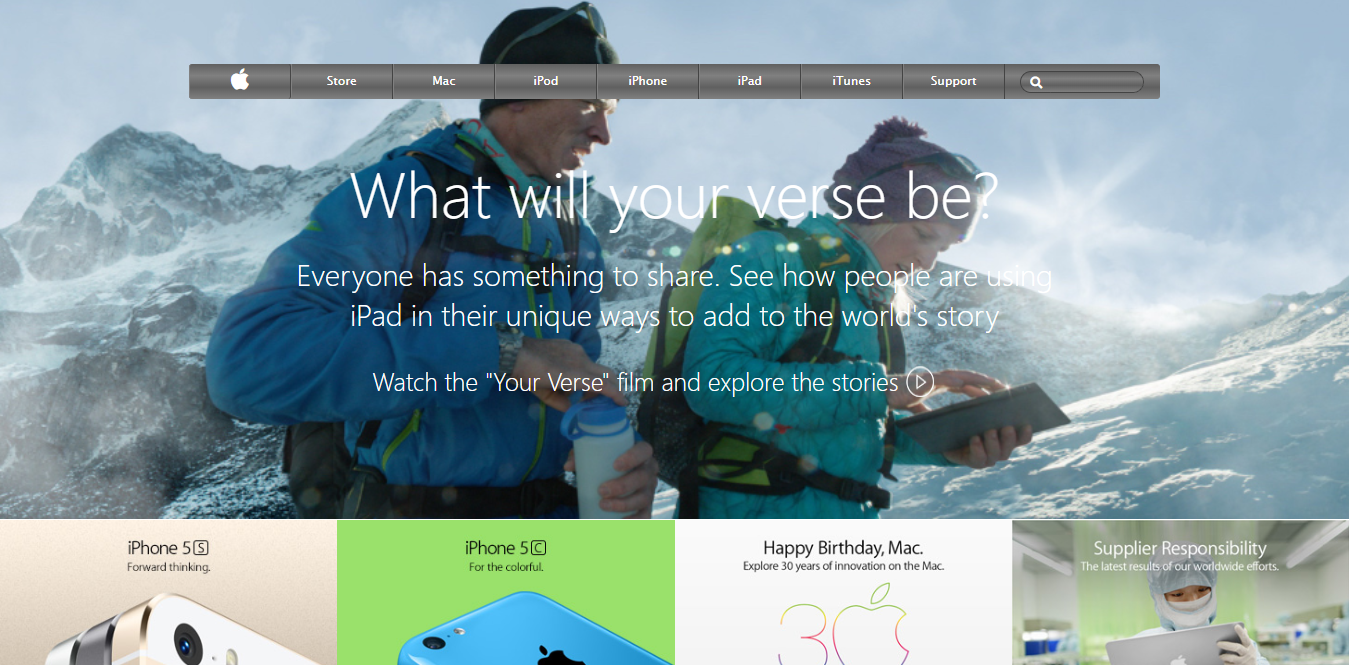 Store
Mac
iPod
iPhone
iPad
iTunes
Support
What will your verse be?
Everyone has something to share. See how people are using
iPad in their unique ways to add to the world's story
Watch the "Your Verse" film and explore the stories
iPhone 5S
Forward thinking.
iPhone 5C
For the colorful.
Happy Birthday, Mac.
Explore 30 years of innovation on the Mac.
30
Supplier Responsibility
The latest results of our worldwide efforts.